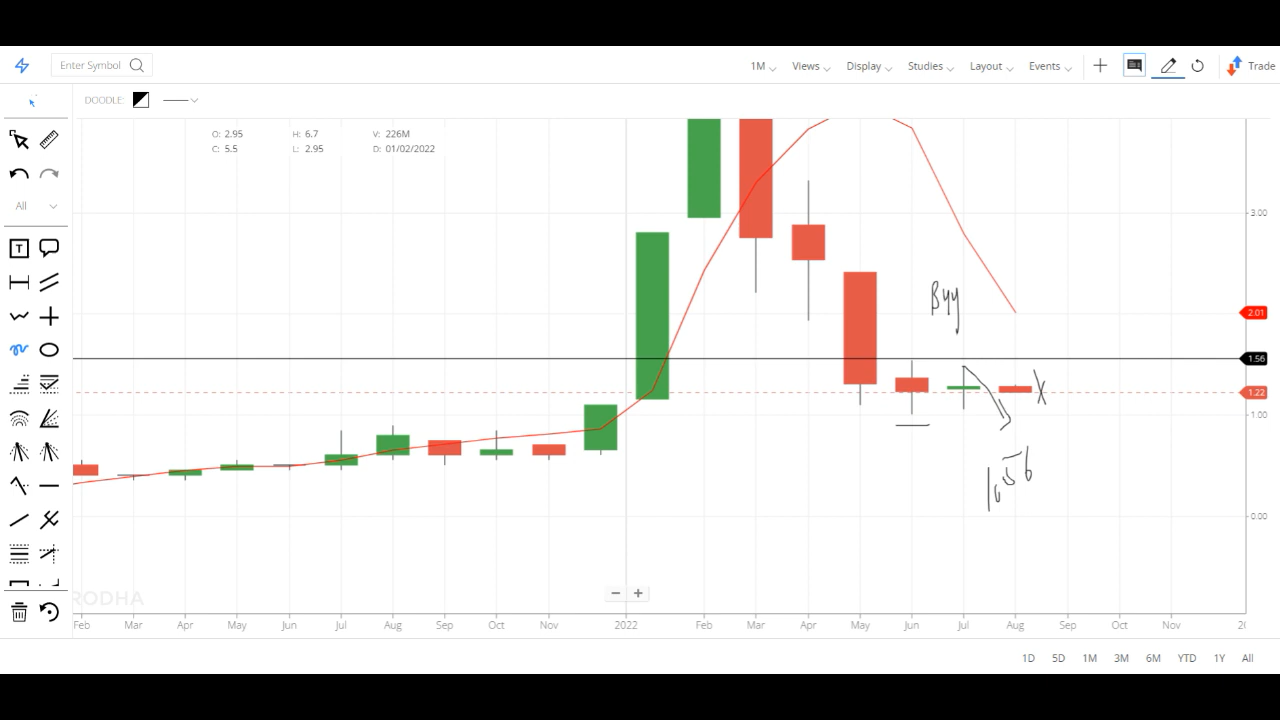 Enter Symbol
1M Views Display Studies Layout Events Trade
DOODLE:
O: 2.95 H: 6.7 V: 226M
C: 5.5 L: 2.95 D: 01/02/2022
All
T
3.00
Buy
2.01
1.56
1.22
1.00
1.56
0.00
RODHA
Feb Mar Apr May Jun Jul Aug Sep Oct Nov 2022 Feb Mar Apr May Jun Jul Aug Sep Oct Nov
1D 5D 1M 3M 6M YTD 1Y All